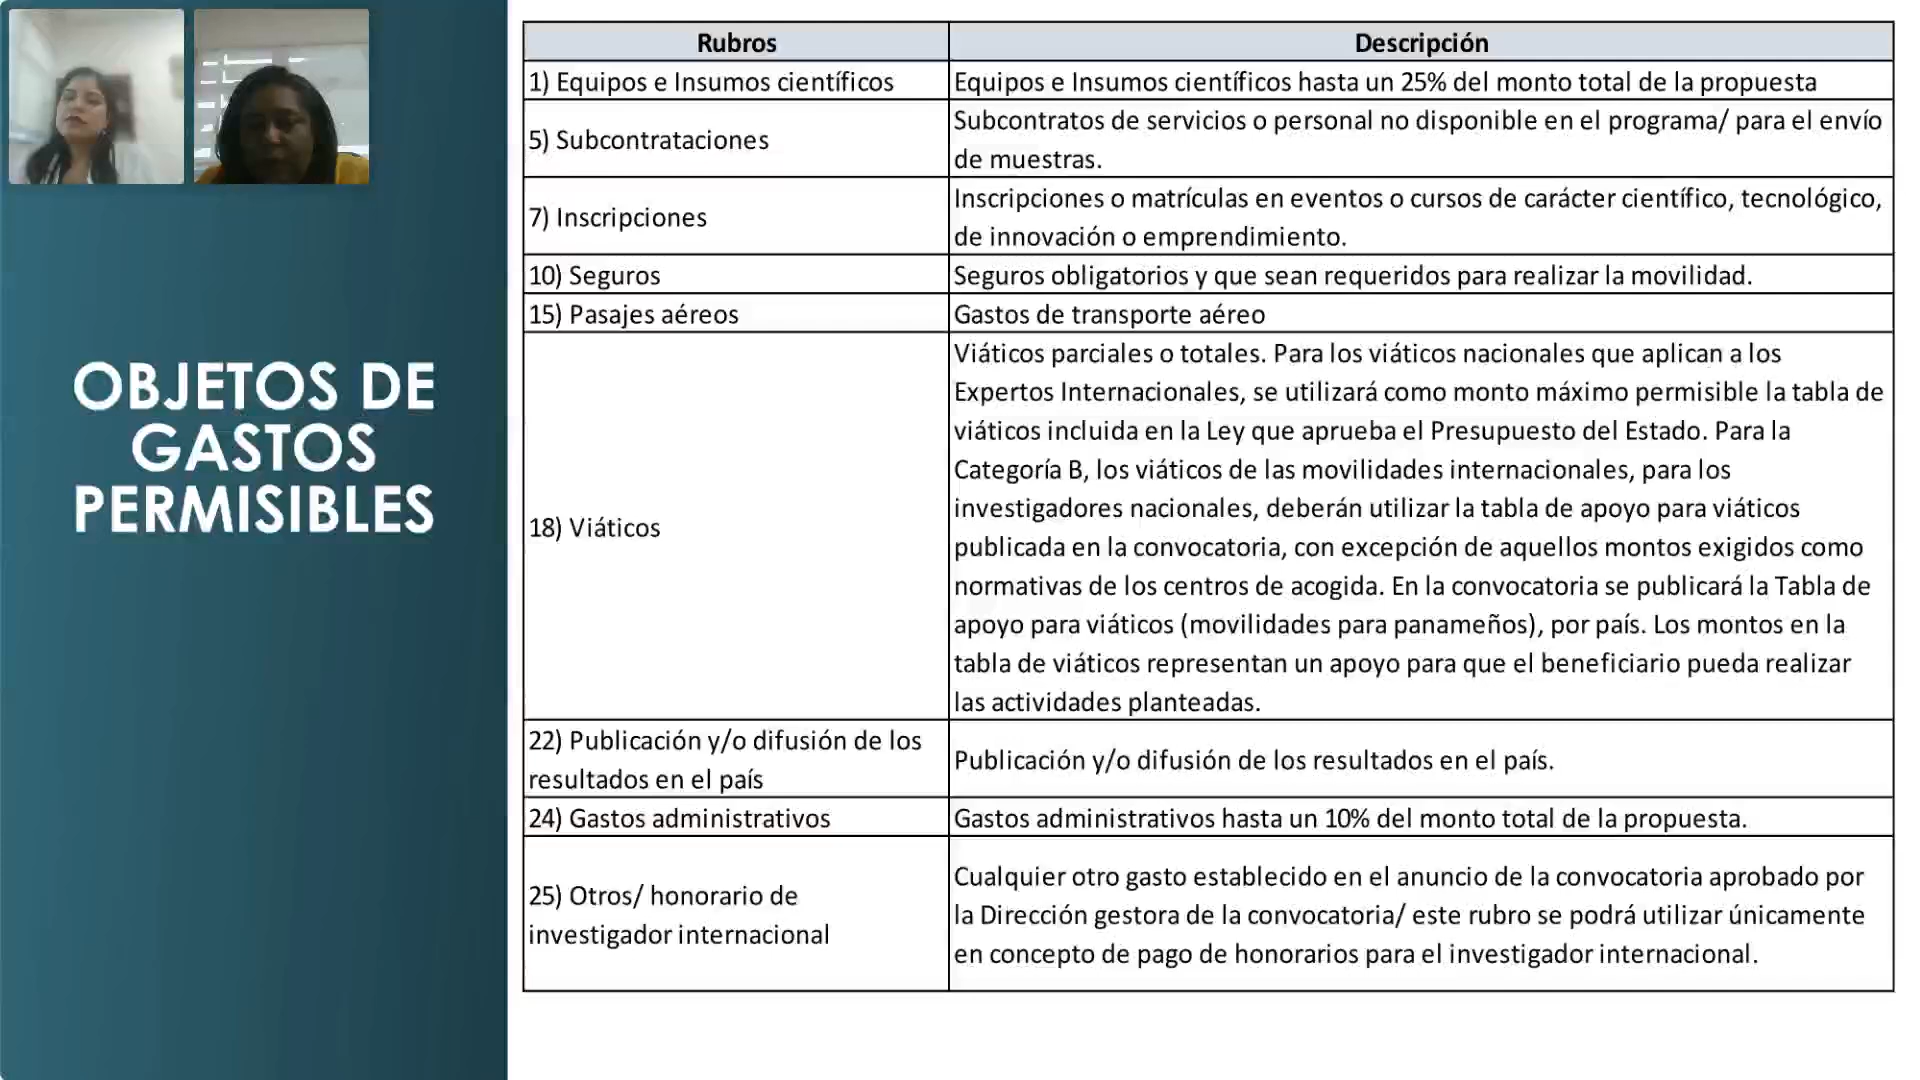 OBJETOS DE
GASTOS
PERMISIBLES
Rubros
Descripción
1) Equipos e Insumos científicos
Equipos e Insumos científicos hasta un 25% del monto total de la propuesta
5) Subcontrataciones
Subcontratos de servicios o personal no disponible en el programa/ para el envío
de muestras.
7) Inscripciones
Inscripciones o matrículas en eventos o cursos de carácter científico, tecnológico,
de innovación o emprendimiento.
10) Seguros
Seguros obligatorios y que sean requeridos para realizar la movilidad.
15) Pasajes aéreos
Gastos de transporte aéreo
18) Viáticos
Viáticos parciales o totales. Para los viáticos nacionales que aplican a los
Expertos Internacionales, se utilizará como monto máximo permisible la tabla de
viáticos incluida en la Ley que aprueba el Presupuesto del Estado. Para la
Categoría B, los viáticos de las movilidades internacionales, para los
investigadores nacionales, deberán utilizar la tabla de apoyo para viáticos
publicada en la convocatoria, con excepción de aquellos montos exigidos como
normativas de los centros de acogida. En la convocatoria se publicará la Tabla de
apoyo para viáticos (movilidades para panameños), por país. Los montos en la
tabla de viáticos representan un apoyo para que el beneficiario pueda realizar
las actividades planteadas.
22) Publicación y/o difusión de los
resultados en el país
Publicación y/o difusión de los resultados en el país.
24) Gastos administrativos
Gastos administrativos hasta un 10% del monto total de la propuesta.
25) Otros/ honorario de
investigador internacional
Cualquier otro gasto establecido en el anuncio de la convocatoria aprobado por
la Dirección gestora de la convocatoria/ este rubro se podrá utilizar únicamente
en concepto de pago de honorarios para el investigador internacional.